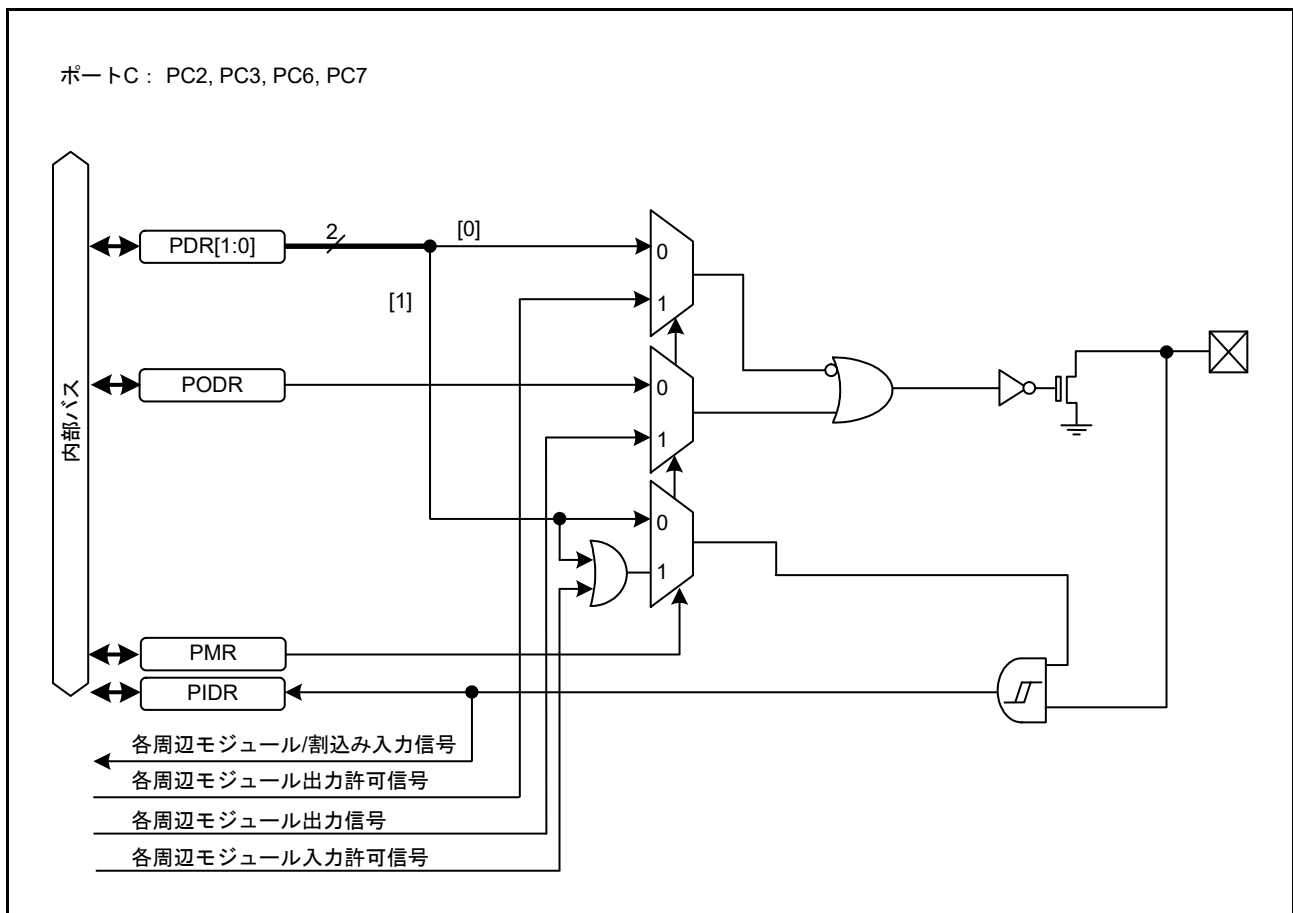 ポートC： PC2, PC3, PC6, PC7
内部バス
PDR[1:0]
2
[0]
[1]
0
1
PODR
0
1
0
1
PMR
PIDR
各周辺モジュール/割込み入力信号
各周辺モジュール出力許可信号
各周辺モジュール出力信号
各周辺モジュール入力許可信号